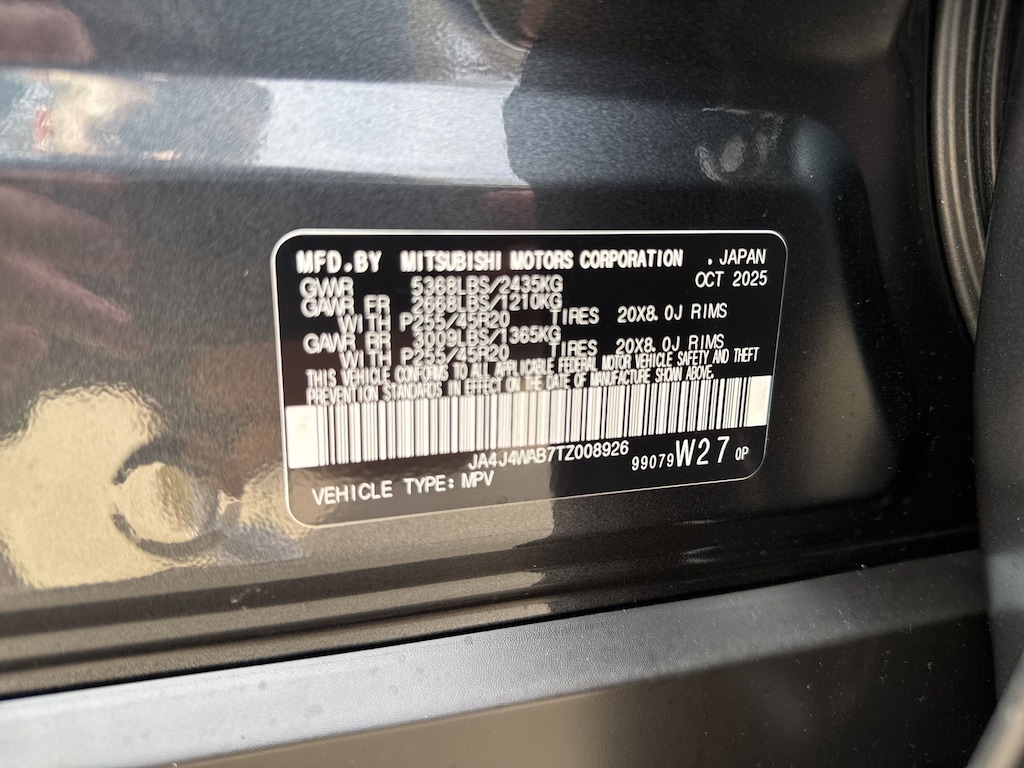 MFD.BY MITSUBISHI MOTORS CORPORATION . JAPAN
OCT 2025
GVWR 5368LBS/2435KG
GAWR FR 2668LBS/1210KG
WITH P255/45R20 TIRES 20X8.0J RIMS
GAWR RR 3009LBS/1365KG
WITH P255/45R20 TIRES 20X8.0J RIMS
THIS VEHICLE CONFORMS TO ALL APPLICABLE FEDERAL MOTOR VEHICLE SAFETY AND THEFT
PREVENTION STANDARDS IN EFFECT ON THE DATE OF MANUFACTURE SHOWN ABOVE.
JA4J4WAB7TZ008926
99079W27 0P
VEHICLE TYPE: MPV